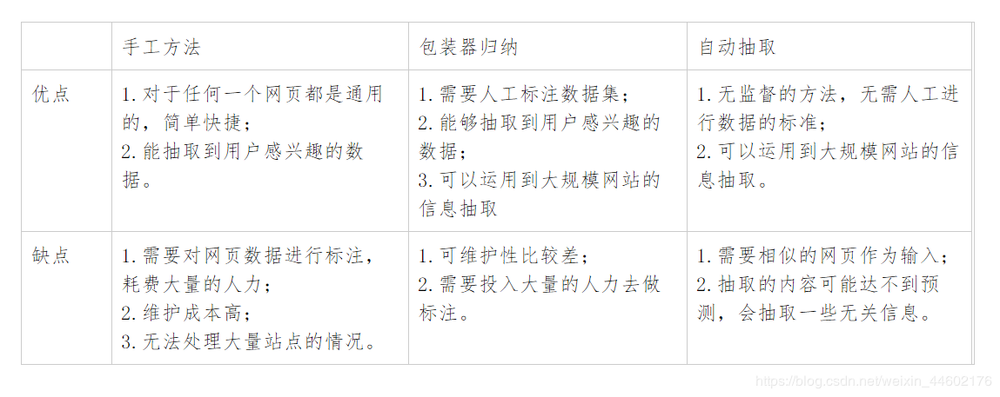 手工方法
包装器归纳
自动抽取
优点
1.对于任何一个网页都是通用
的，简单快捷；
2.能抽取到用户感兴趣的数
据。
1.需要人工标注数据集；
2.能够抽取到用户感兴趣的
数据；
3.可以运用到大规模网站的
信息抽取
1.无监督的方法，无需人工进
行数据的标准；
2.可以运用到大规模网站的信
息抽取。
缺点
1.需要对网页数据进行标注，
耗费大量的人力；
2.维护成本高；
3.无法处理大量站点的情况。
1.可维护性比较差；
2.需要投入大量的人力去做
标注。
1.需要相似的网页作为输入；
2.抽取的内容可能达不到预
测，会抽取一些无关信息。
https://blog.csdn.net/weixin_44602176